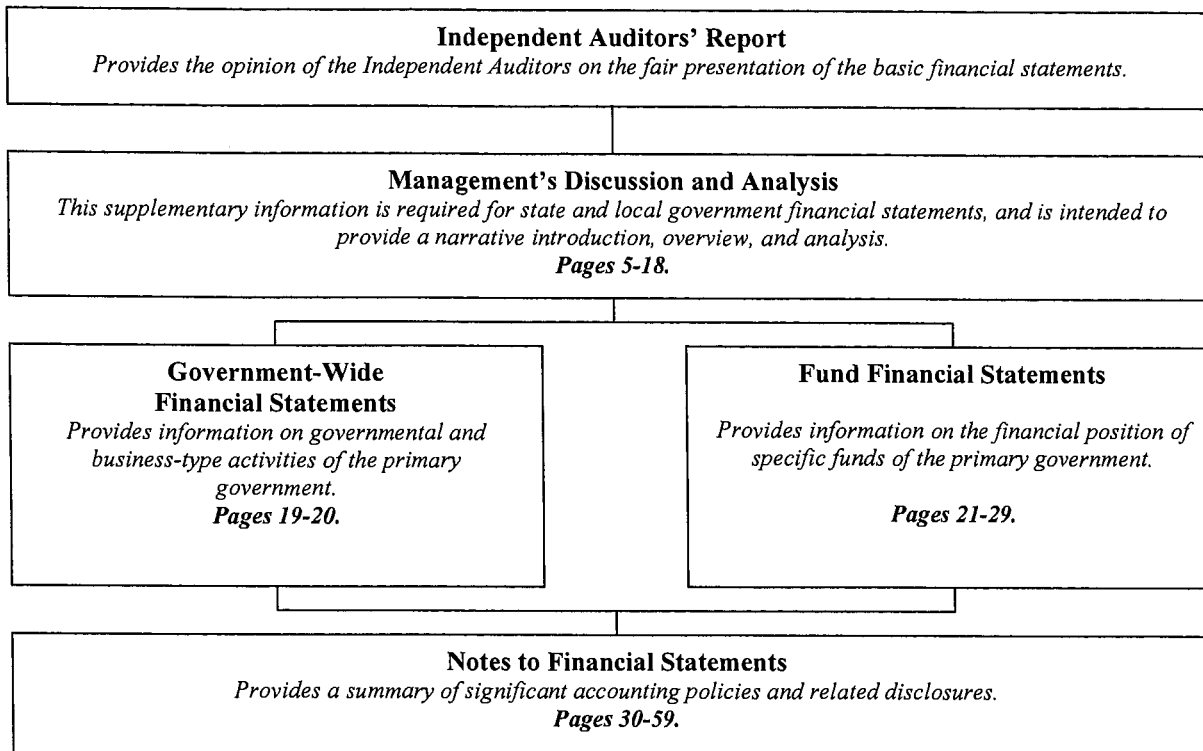 Independent Auditors' Report
Provides the opinion of the Independent Auditors on the fair presentation of the basic financial statements.
Management's Discussion and Analysis
This supplementary information is required for state and local government financial statements, and is intended to
provide a narrative introduction, overview, and analysis.
Pages 5-18.
Government-Wide
Financial Statements
Provides information on governmental and
business-type activities of the primary
government.
Pages 19-20.
Fund Financial Statements
Provides information on the financial position of
specific funds of the primary government.
Pages 21-29.
Notes to Financial Statements
Provides a summary of significant accounting policies and related disclosures.
Pages 30-59.